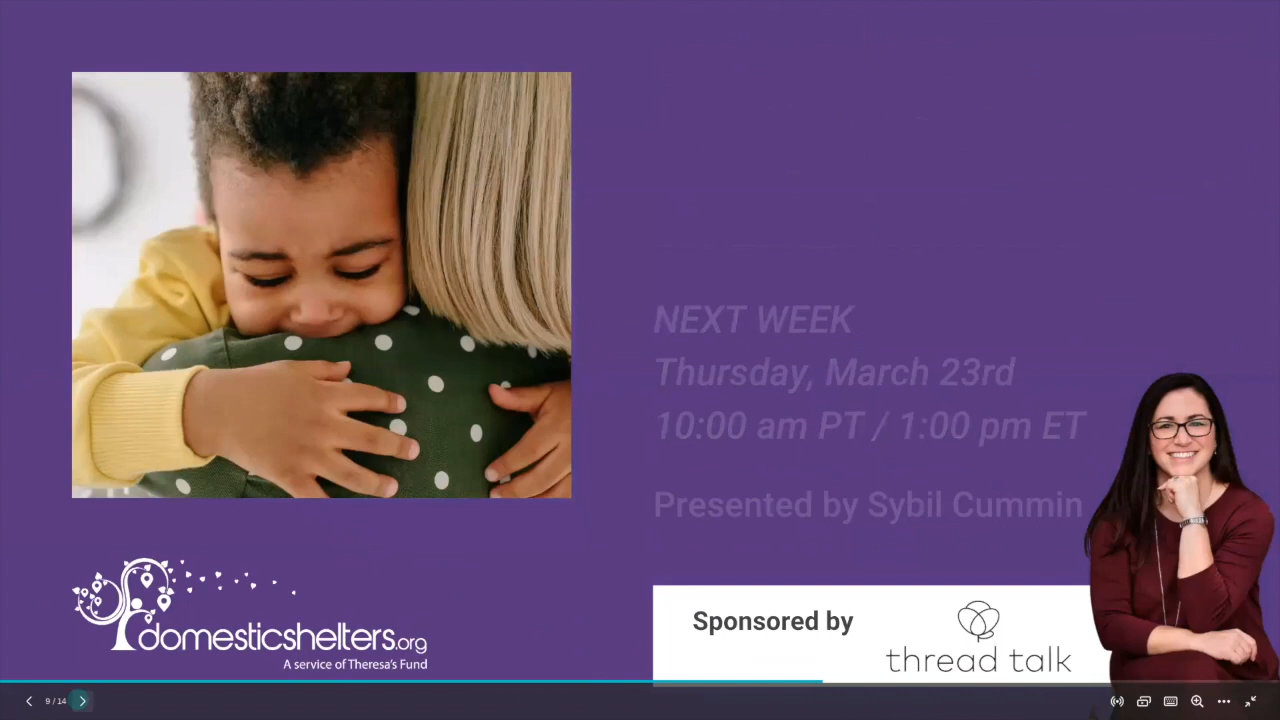 NEXT WEEK
Thursday, March 23rd
10:00 am PT / 1:00 pm ET
Presented by Sybil Cummin
domesticshelters.org
A service of Theresa's Fund
Sponsored by
thread talk
9 / 14